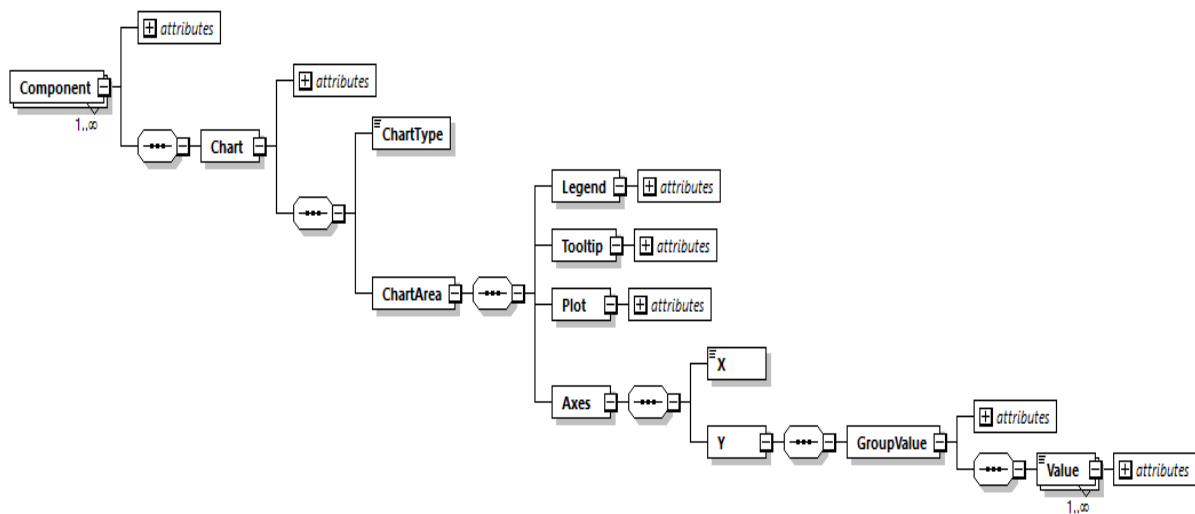 attributes
Component
1..∞
attributes
Chart
ChartType
Legend
attributes
Tooltip
attributes
ChartArea
Plot
attributes
X
Axes
Y
GroupValue
attributes
Value
attributes
1..∞